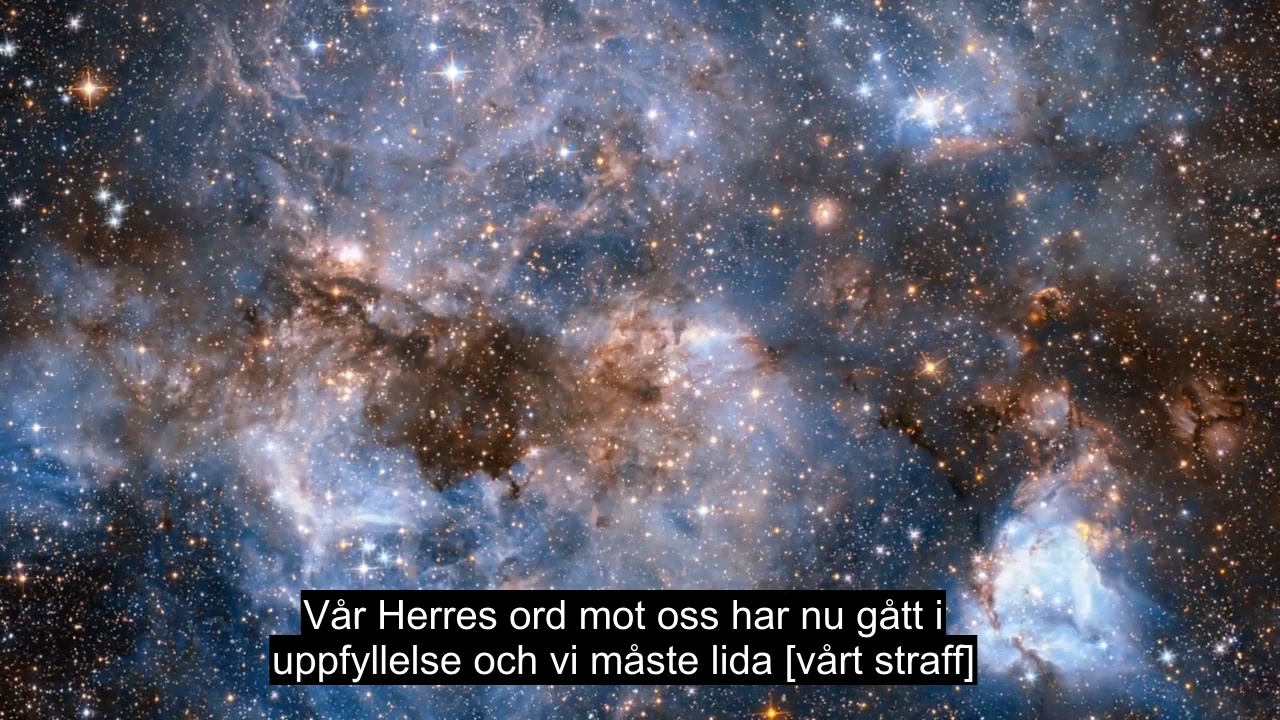 Vår Herres ord mot oss har nu gått i
uppfyllelse och vi måste lida [vårt straff]